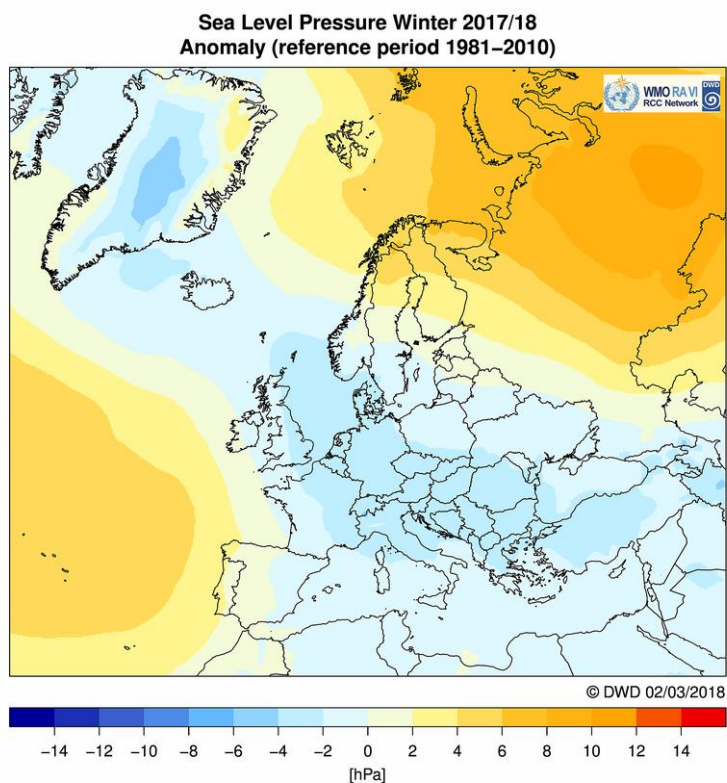 Sea Level Pressure Winter 2017/18
Anomaly (reference period 1981−2010)
WMO RA VI
RCC Network
DWD
© DWD 02/03/2018
−14 −12 −10 −8 −6 −4 −2 0 2 4 6 8 10 12 14
[hPa]